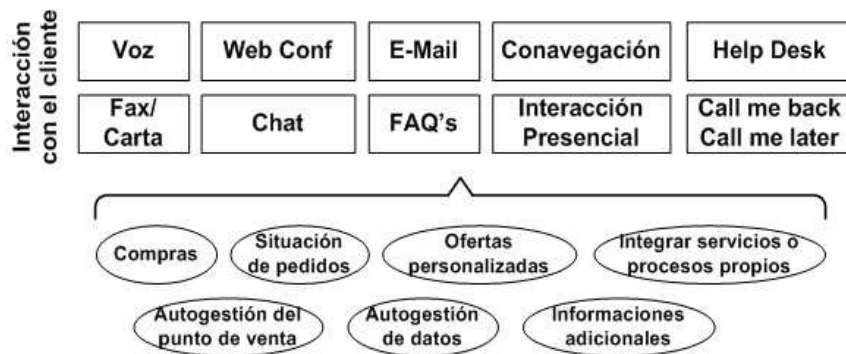 Interacción
con el cliente
Voz
Web Conf
E-Mail
Conavegación
Help Desk
Fax/
Carta
Chat
FAQ's
Interacción
Presencial
Call me back
Call me later
Compras
Situación
de pedidos
Ofertas
personalizadas
Integrar servicios o
procesos propios
Autogestión del
punto de venta
Autogestión
de datos
Informaciones
adicionales